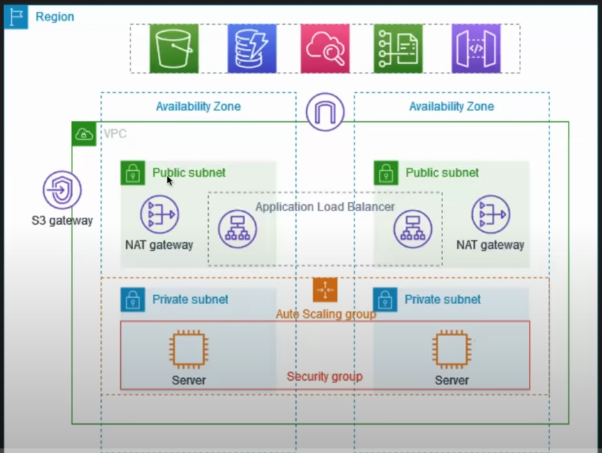 Region
Availability Zone
Availability Zone
VPC
Public subnet
Public subnet
S3 gateway
Application Load Balancer
NAT gateway
NAT gateway
Private subnet
Private subnet
Auto Scaling group
Server
Security group
Server